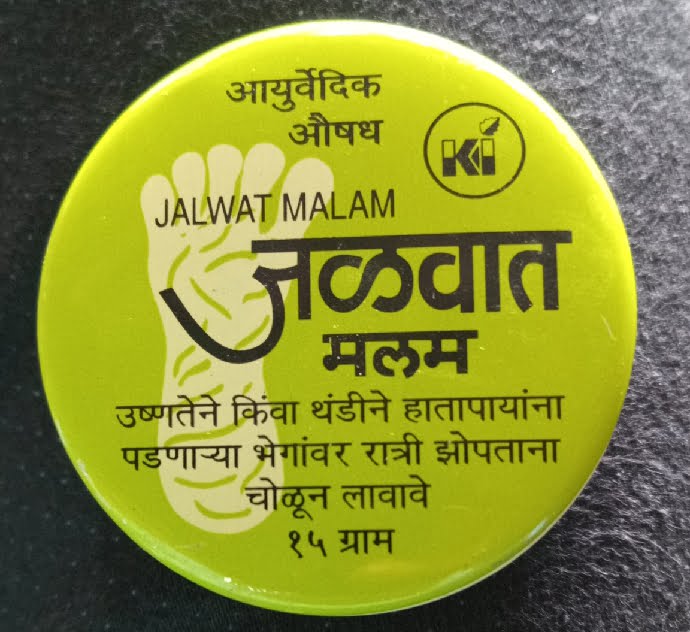 आयुर्वेदिक
औषध
Ki
JALWAT MALAM
जळवात
मलम
उष्णतेने किंवा थंडीने हातापायांना
पडणाऱ्या भेगांवर रात्री झोपताना
चोळून लावावे
१५ ग्राम